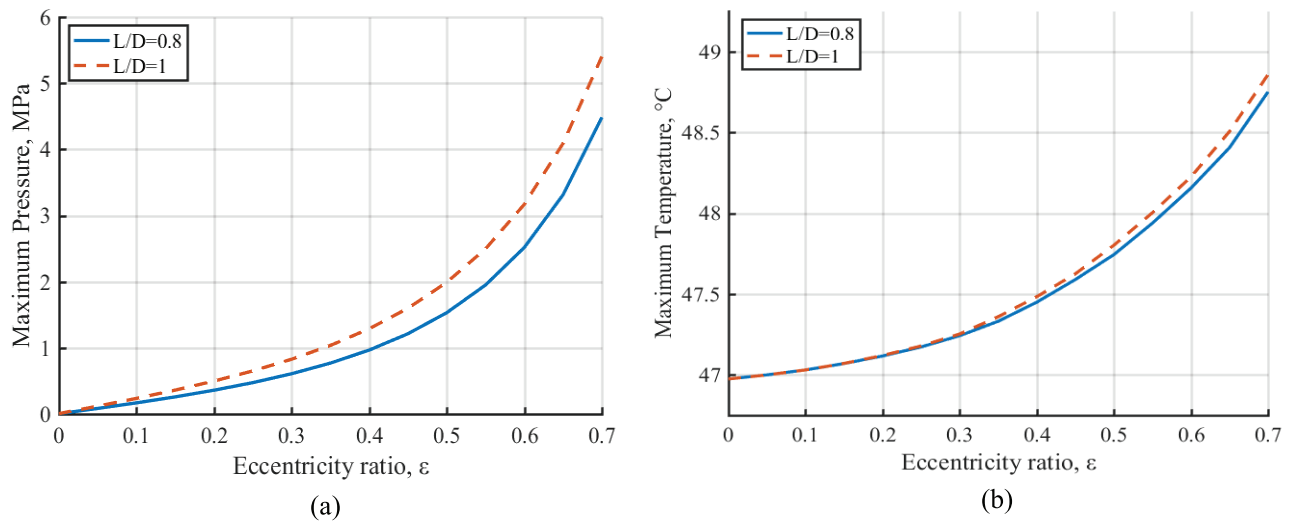 L/D=0.8
L/D=1
Maximum Pressure, MPa
6
5
4
3
2
1
0
0 0.1 0.2 0.3 0.4 0.5 0.6 0.7
Eccentricity ratio, ε
(a)
L/D=0.8
L/D=1
Maximum Temperature, °C
49
48.5
48
47.5
47
0 0.1 0.2 0.3 0.4 0.5 0.6 0.7
Eccentricity ratio, ε
(b)